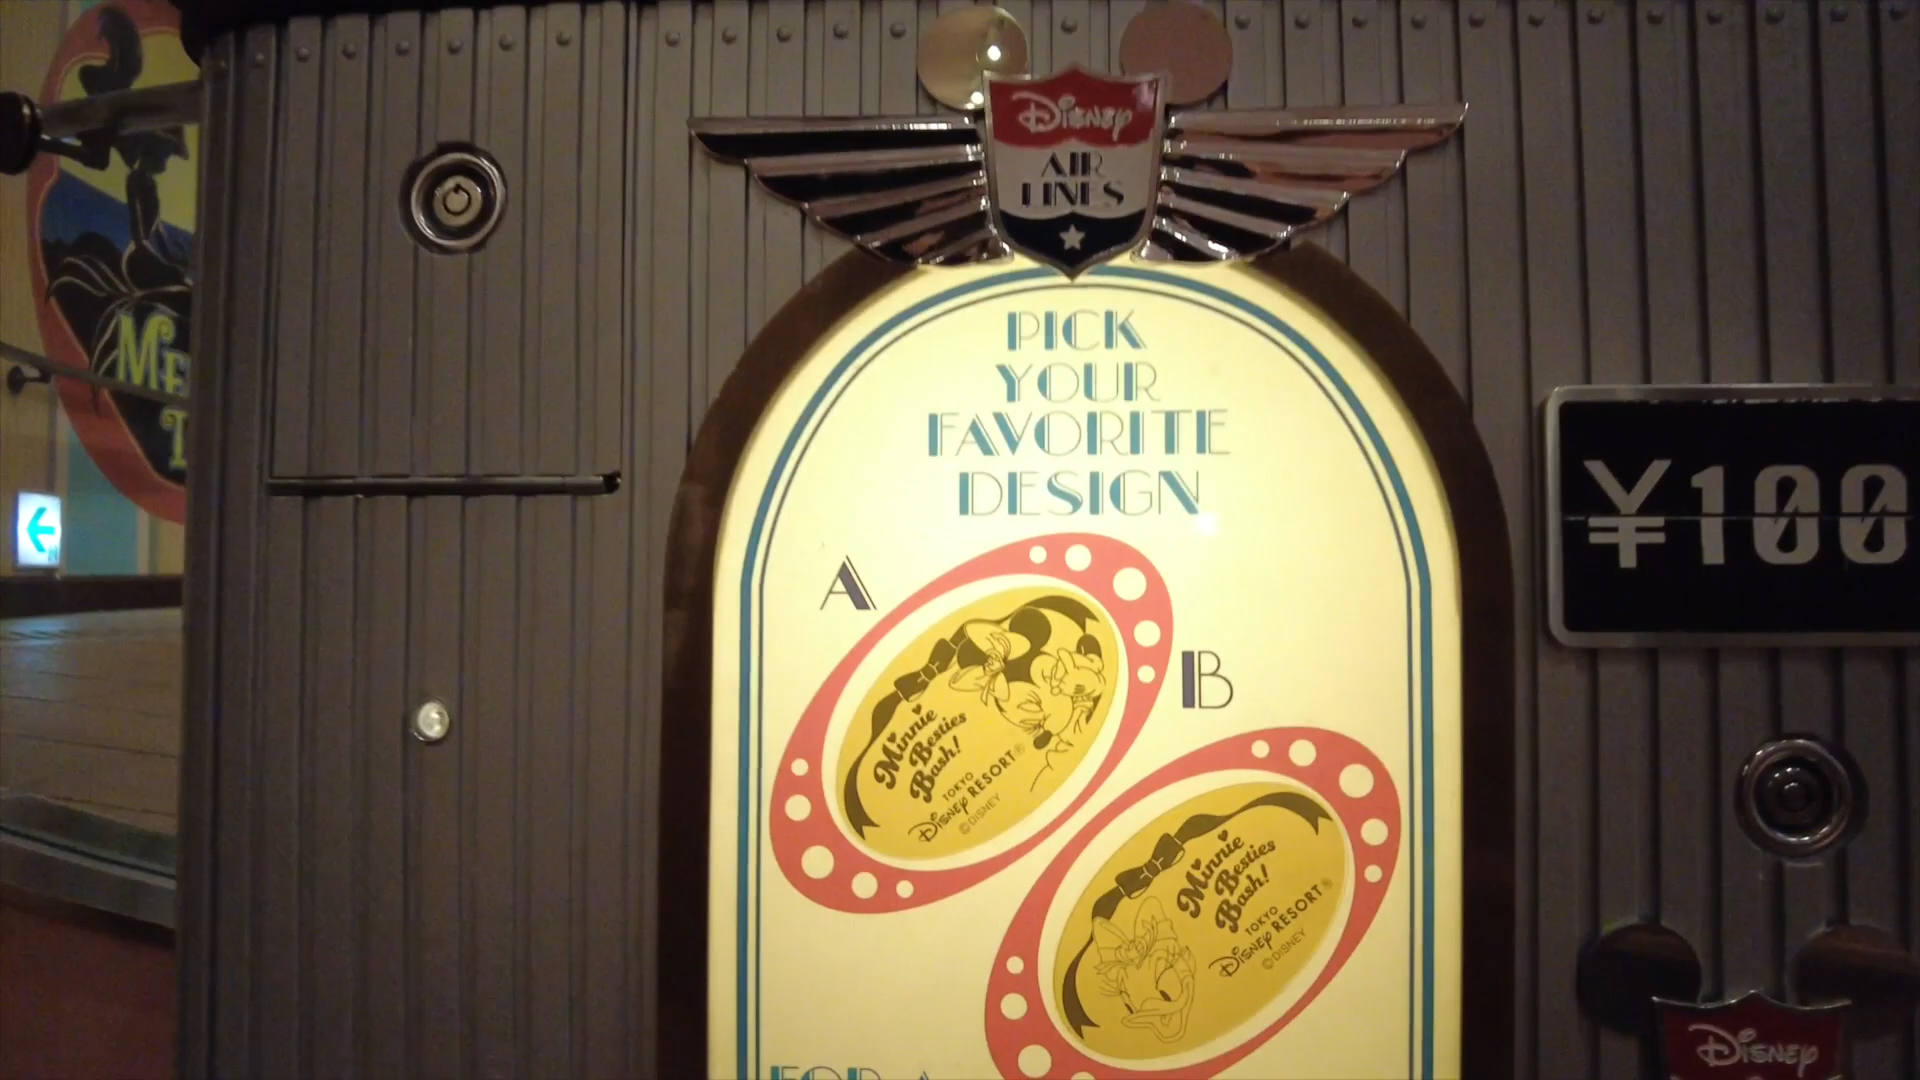 Disney
AIR
LINES
PICK
YOUR
FAVORITE
DESIGN
A
Minnie
Besties
Bash!
TOKYO
Disney RESORT®
©DISNEY
B
Minnie
Besties
Bash!
TOKYO
Disney RESORT®
©DISNEY
¥100
Disney
FOR A